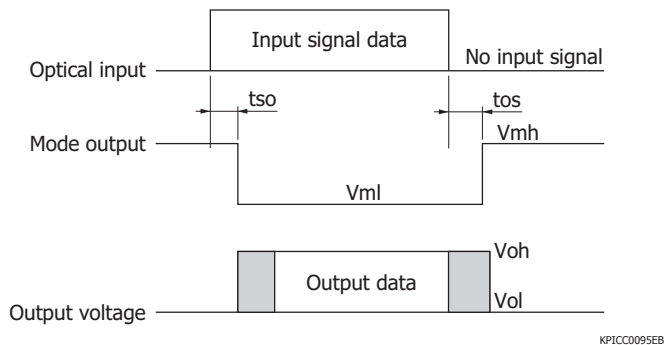 Input signal data
No input signal
Optical input
tso
tos
Mode output
Vmh
Vml
Voh
Output data
Vol
Output voltage
KPICC0095EB